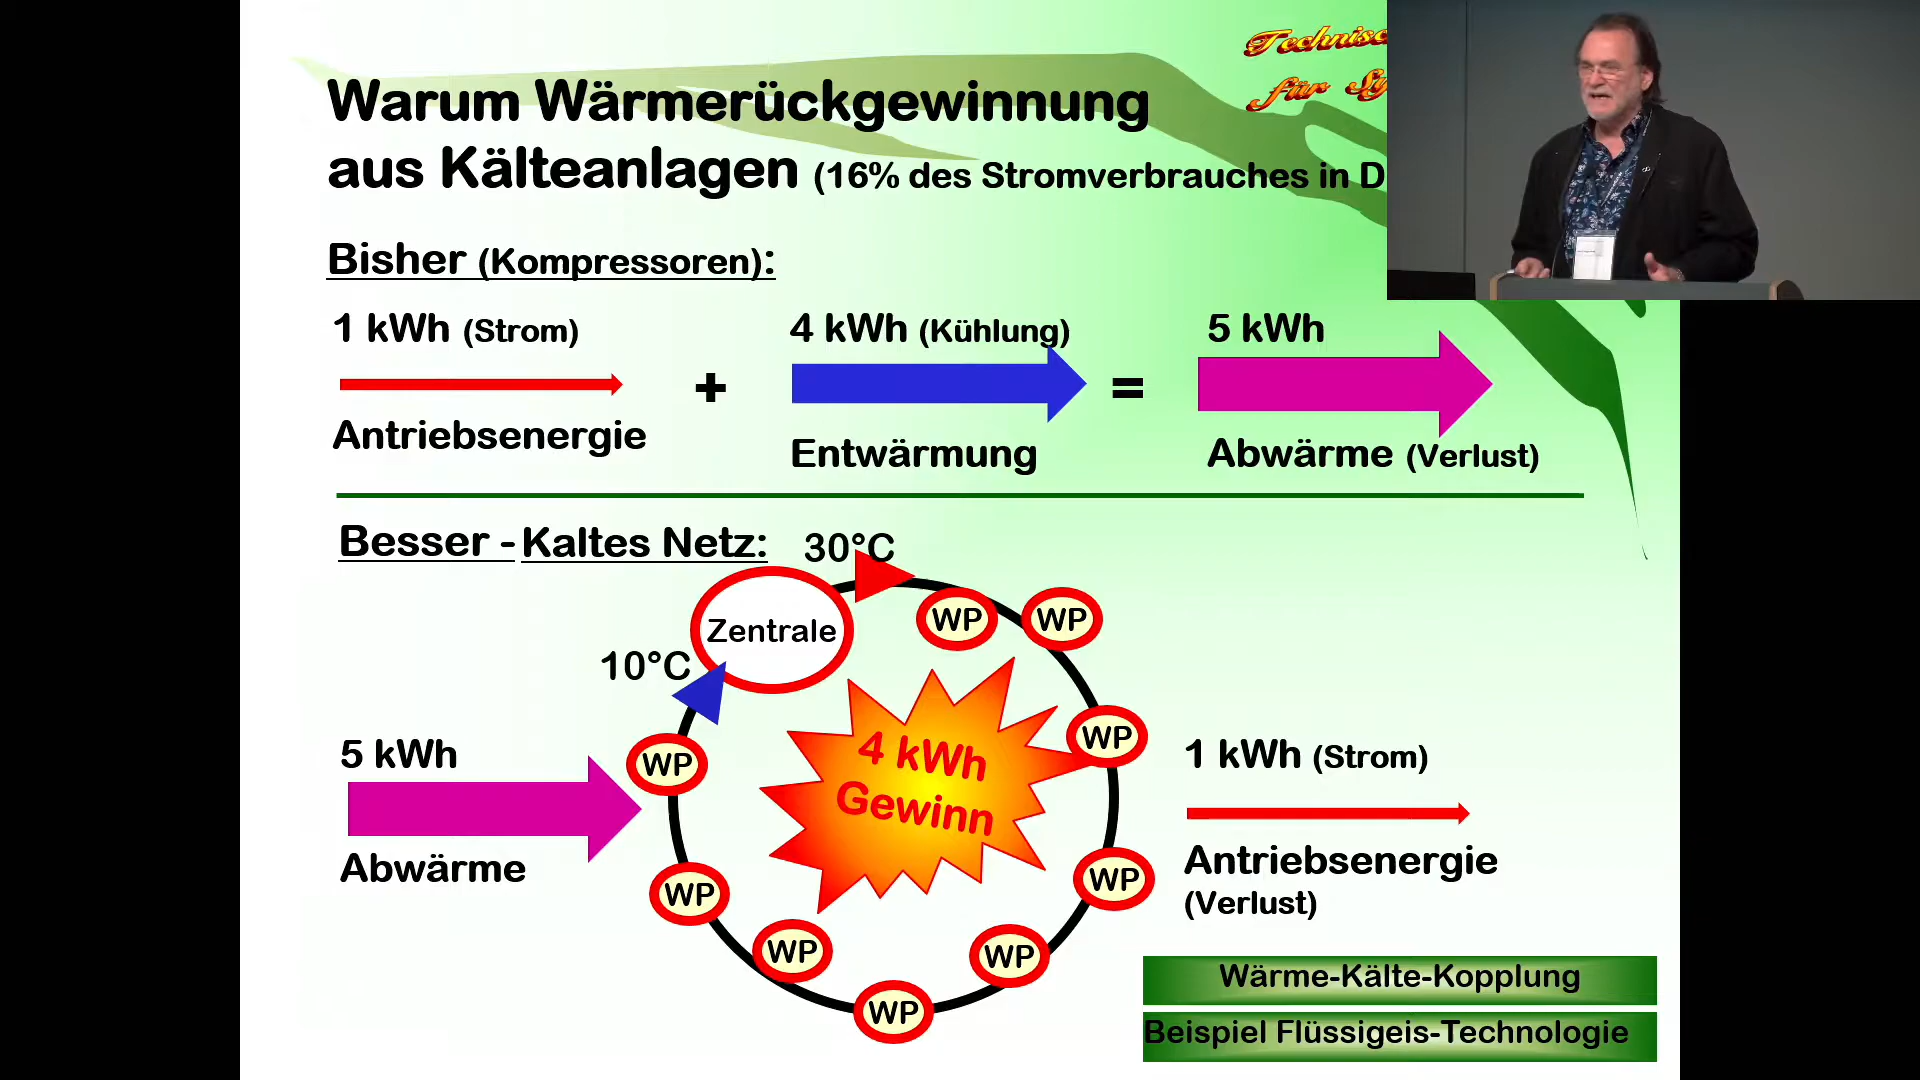 Warum Wärmerückgewinnung
aus Kälteanlagen (16% des Stromverbrauches in D
für
Bisher (Kompressoren):
1 kWh (Strom)
Antriebsenergie
+
4 kWh (Kühlung)
Entwärmung
=
5 kWh
Abwärme (Verlust)
Besser - Kaltes Netz:
30°C
Zentrale
10°C
WP
WP
WP
WP
WP
WP
WP
WP
WP
4 kWh
Gewinn
5 kWh
Abwärme
1 kWh (Strom)
Antriebsenergie
(Verlust)
Wärme-Kälte-Kopplung
Beispiel Flüssigeis-Technologie